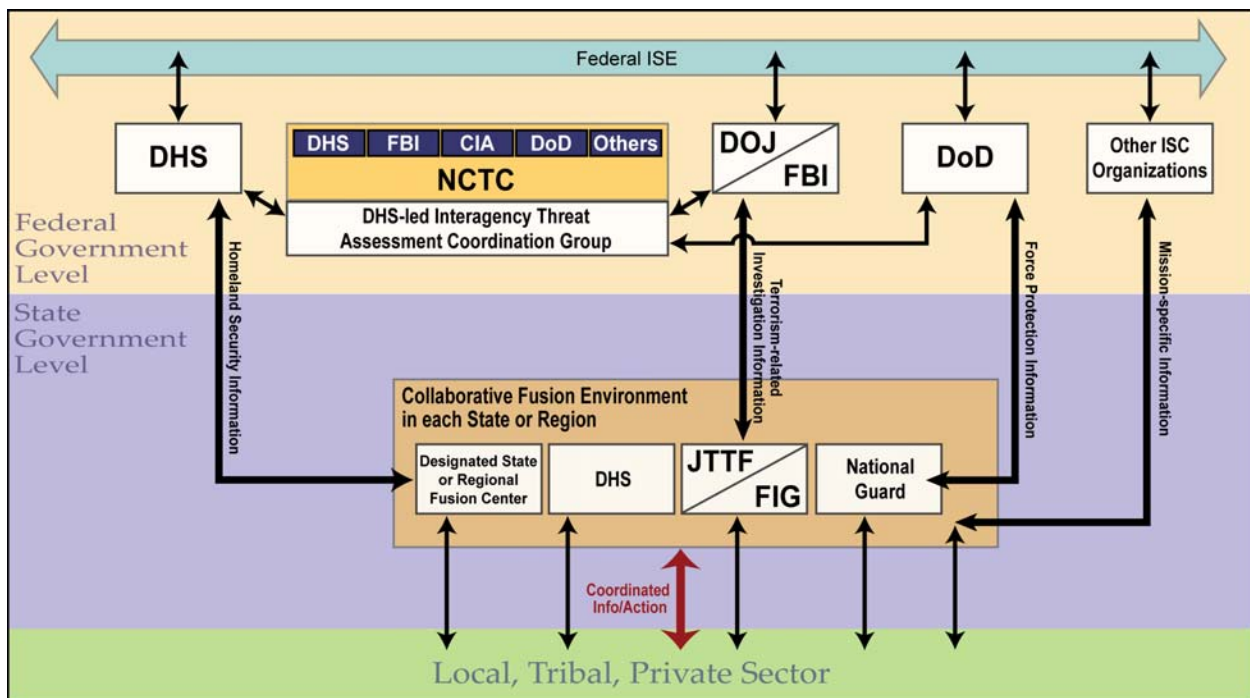 Federal ISE
DHS
DHS FBI CIA DoD Others
NCTC
DHS-led Interagency Threat
Assessment Coordination Group
DOJ
FBI
DoD
Other ISC
Organizations
Federal
Government
Level
Homeland Security Information
Terrorism-related
Investigation Information
Force Protection Information
Mission-specific Information
State
Government
Level
Collaborative Fusion Environment
in each State or Region
Designated State
or Regional
Fusion Center
DHS
JTTF
FIG
National
Guard
Coordinated
Info/Action
Local, Tribal, Private Sector